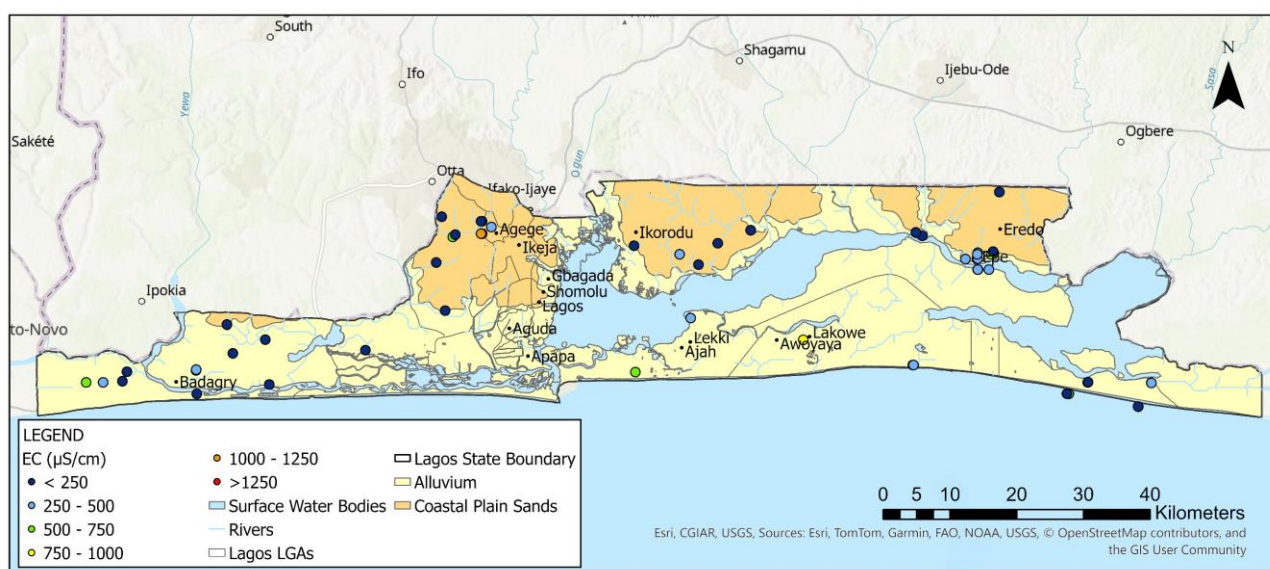 South
Shagamu
Ifo
Ijebu-Ode
N
Sasa
Yewa
Ogbere
Sakété
Ogun
Otta
Ifako-Ijaye
Agege
Ikorodu
Eredo
Ikeja
Gbagada
Ipokia
Shomolu
Lagos
to-Novo
Aguda
Lekki
Lakowe
Ajah
Awoyaya
Apapa
Badagry
LEGEND
EC (µS/cm)
< 250
250 - 500
500 - 750
750 - 1000
1000 - 1250
>1250
Surface Water Bodies
Rivers
Lagos LGAs
Lagos State Boundary
Alluvium
Coastal Plain Sands
0 5 10 20 30 40
Kilometers
Esri, CGIAR, USGS, Sources: Esri, TomTom, Garmin, FAO, NOAA, USGS, © OpenStreetMap contributors, and
the GIS User Community